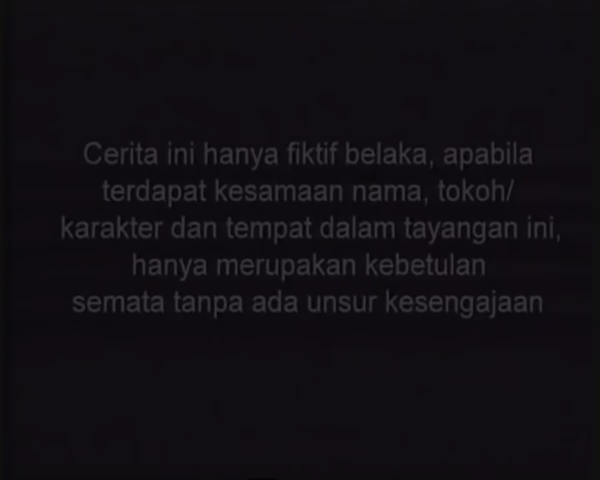 Cerita ini hanya fiktif belaka, apabila
terdapat kesamaan nama, tokoh/
karakter dan tempat dalam tayangan ini,
hanya merupakan kebetulan
semata tanpa ada unsur kesengajaan